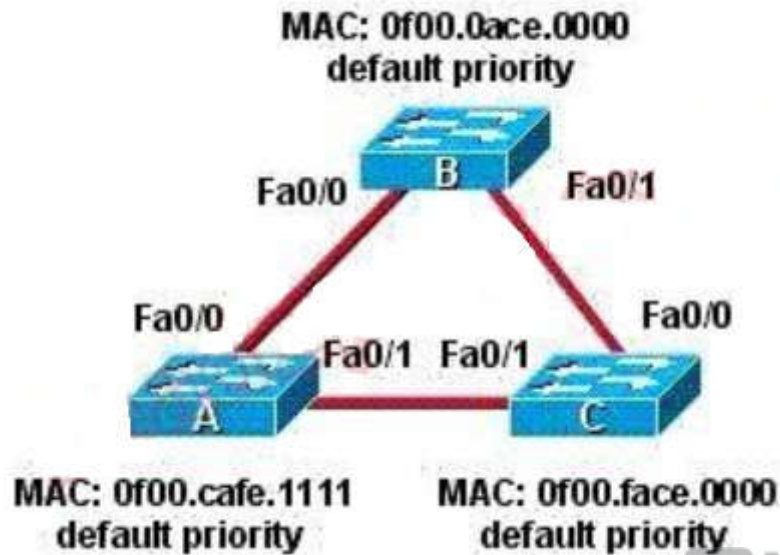 MAC: 0f00.0ace.0000
default priority
B
Fa0/0
Fa0/1
Fa0/0
Fa0/0
Fa0/1
Fa0/1
A
C
MAC: 0f00.cafe.1111
default priority
MAC: 0f00.face.0000
default priority